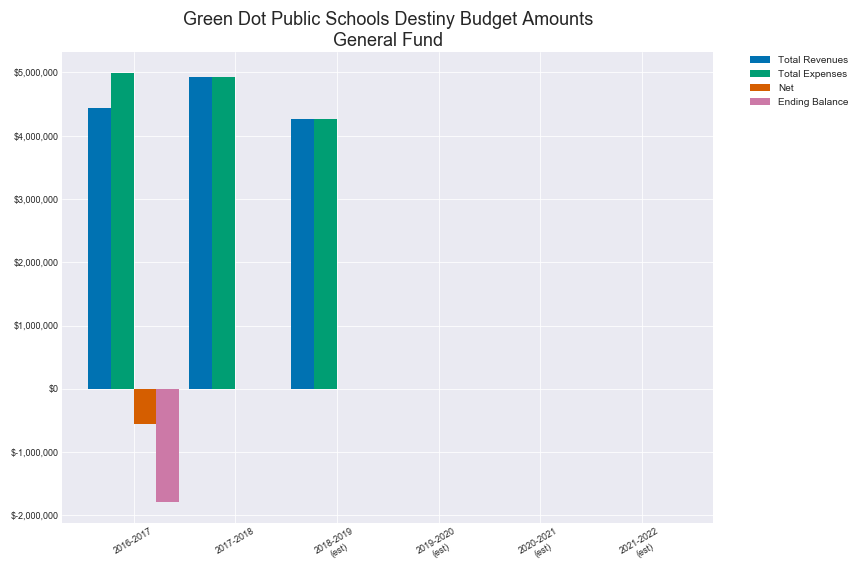 Green Dot Public Schools Destiny Budget Amounts
General Fund
Total Revenues
Total Expenses
Net
Ending Balance
$5,000,000
$4,000,000
$3,000,000
$2,000,000
$1,000,000
$0
$-1,000,000
$-2,000,000
2016-2017
2017-2018
2018-2019
(est)
2019-2020
(est)
2020-2021
(est)
2021-2022
(est)